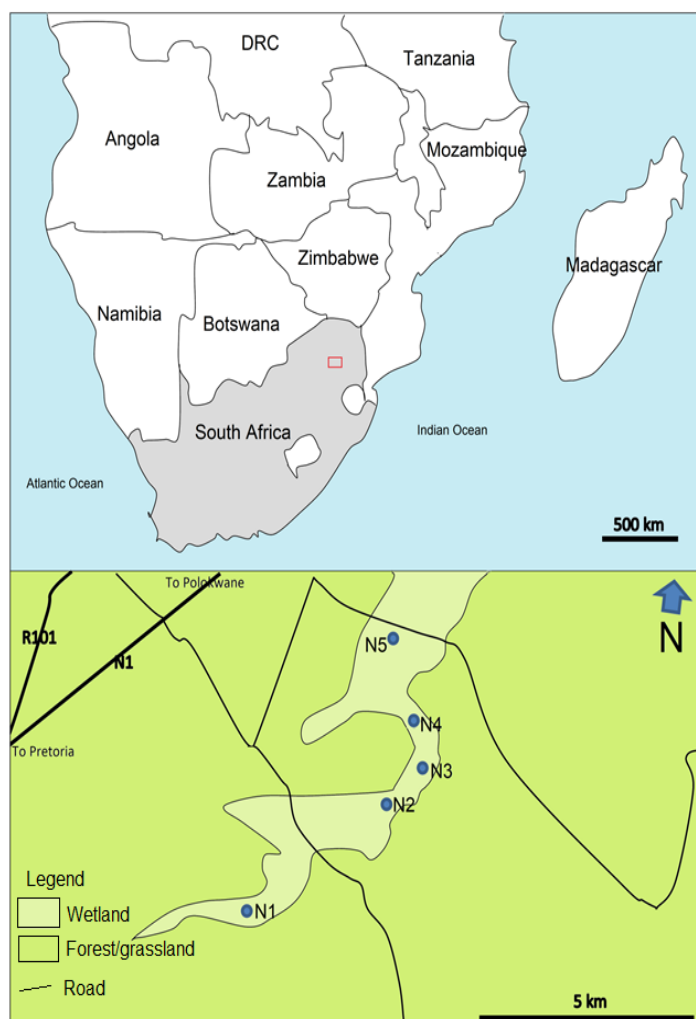 DRC
Tanzania
Angola
Mozambique
Zambia
Zimbabwe
Madagascar
Namibia
Botswana
South Africa
Indian Ocean
Atlantic Ocean
500 km
To Polokwane
R101
N1
N
N5
N4
To Pretoria
N3
N2
Legend
N1
Wetland
Forest/grassland
Road
5 km